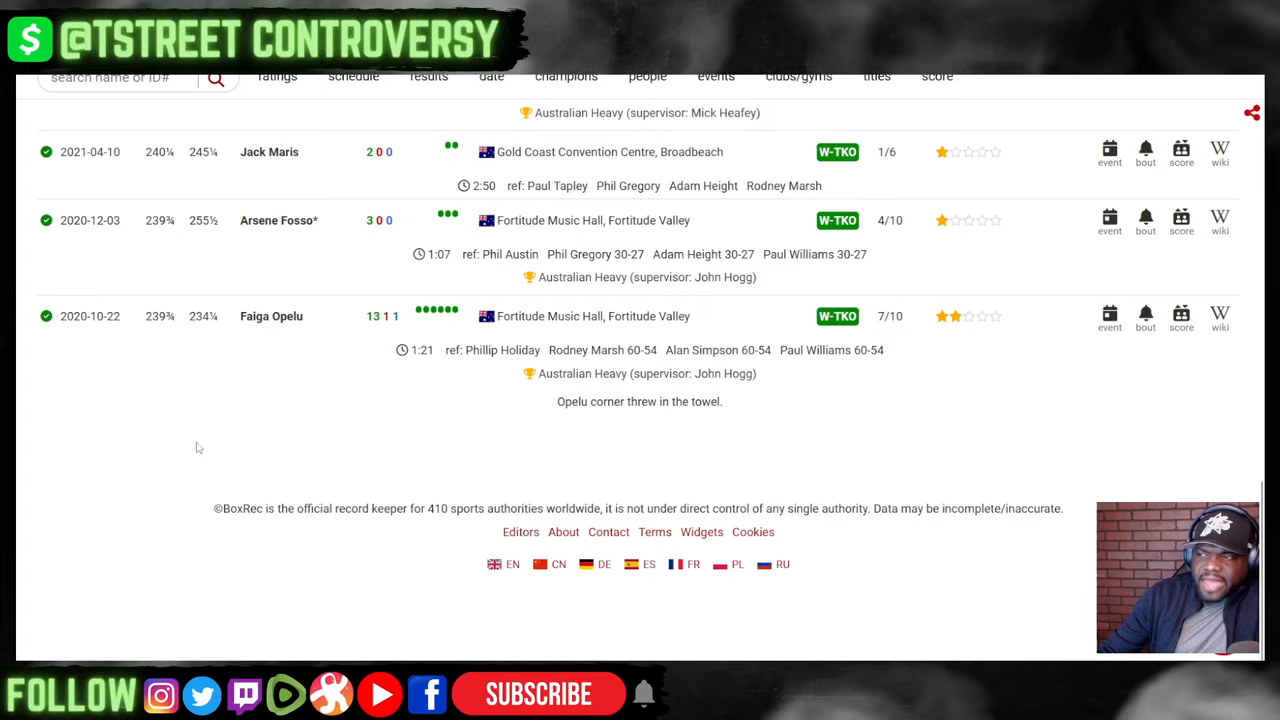 $ @TSTREET CONTROVERSY
search name or ID# ratings schedule results date champions people events clubs/gyms titles score
Australian Heavy (supervisor: Mick Heafey)
2021-04-10 240¼ 245¼ Jack Maris 2 0 0 Gold Coast Convention Centre, Broadbeach W-TKO 1/6 event bout score W wiki
2:50 ref: Paul Tapley Phil Gregory Adam Height Rodney Marsh
2020-12-03 239¾ 255½ Arsene Fosso* 3 0 0 Fortitude Music Hall, Fortitude Valley W-TKO 4/10 event bout score W wiki
1:07 ref: Phil Austin Phil Gregory 30-27 Adam Height 30-27 Paul Williams 30-27
Australian Heavy (supervisor: John Hogg)
2020-10-22 239¾ 234¼ Faiga Opelu 13 1 1 Fortitude Music Hall, Fortitude Valley W-TKO 7/10 event bout score W wiki
1:21 ref: Phillip Holiday Rodney Marsh 60-54 Alan Simpson 60-54 Paul Williams 60-54
Australian Heavy (supervisor: John Hogg)
Opelu corner threw in the towel.
©BoxRec is the official record keeper for 410 sports authorities worldwide, it is not under direct control of any single authority. Data may be incomplete/inaccurate.
Editors About Contact Terms Widgets Cookies
EN CN DE ES FR PL RU
FOLLOW SUBSCRIBE